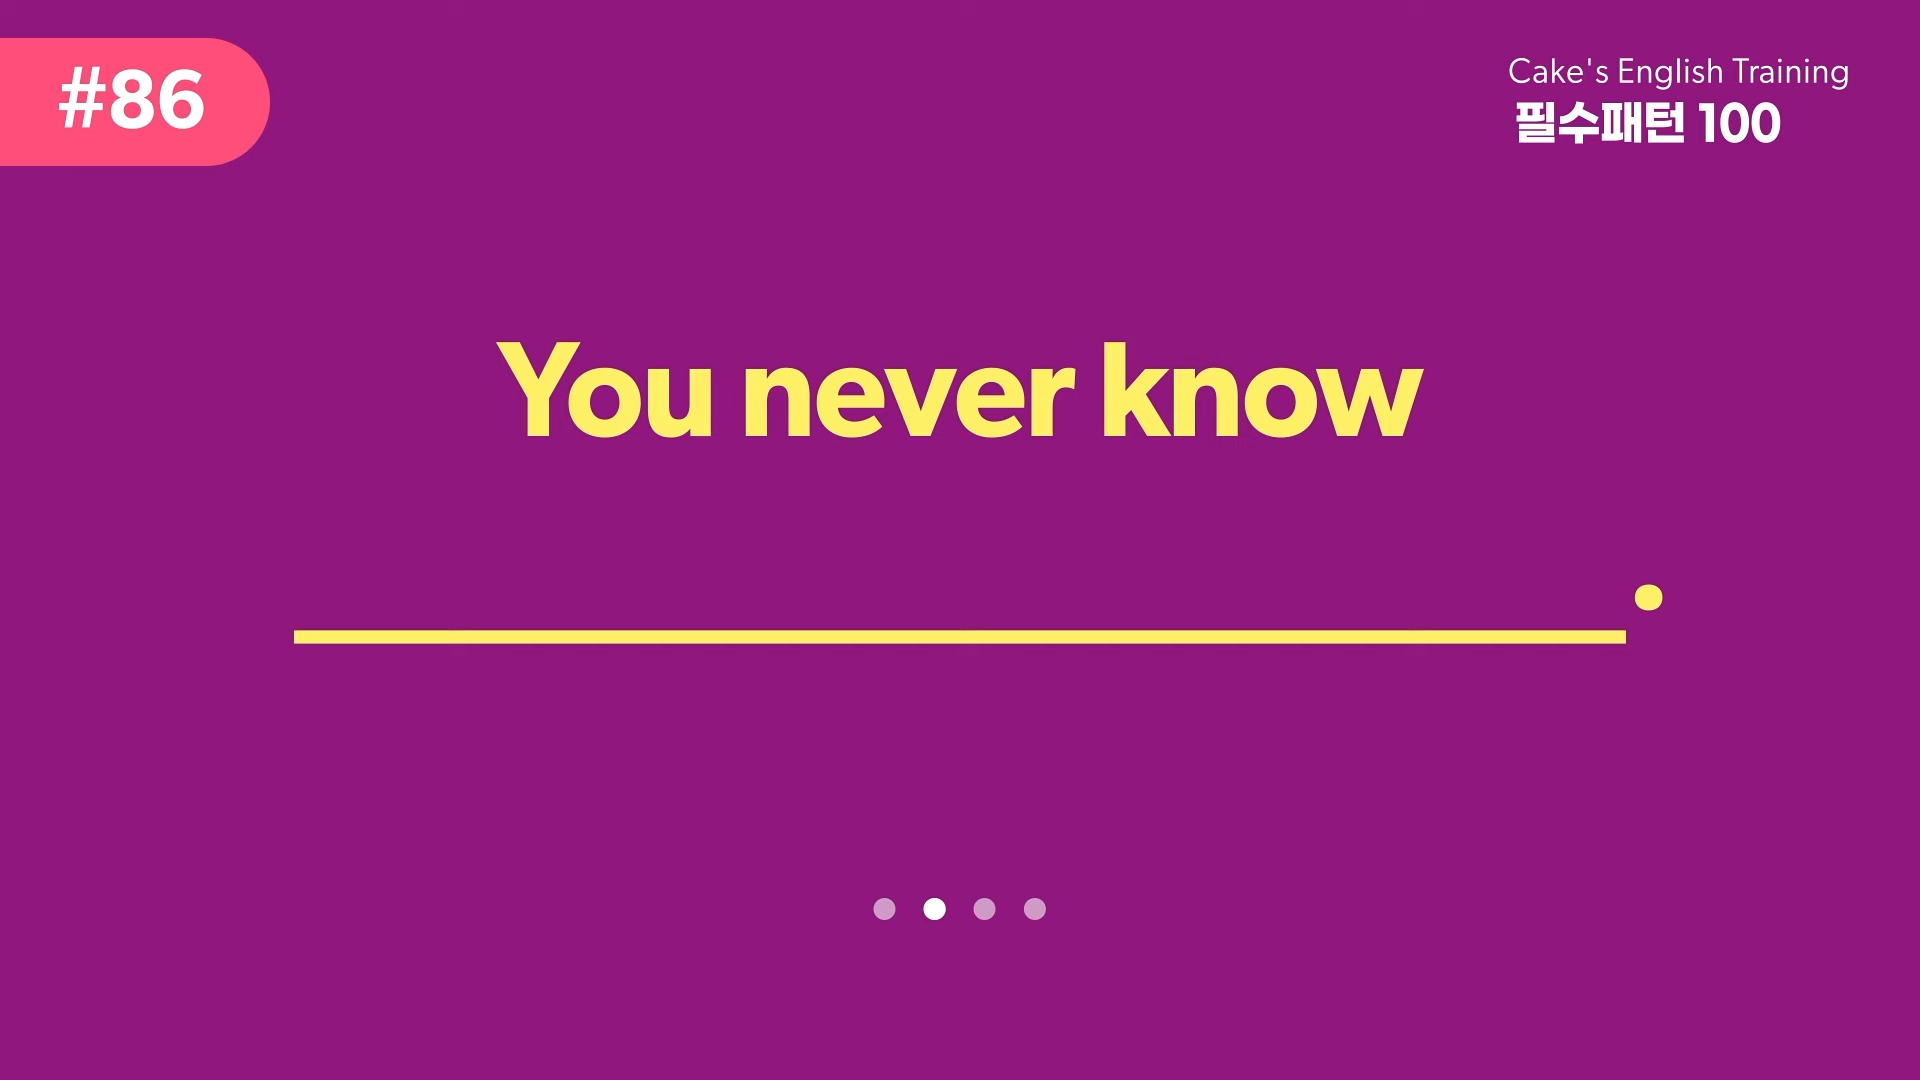 #86
Cake's English Training
필수패턴 100
You never know
.